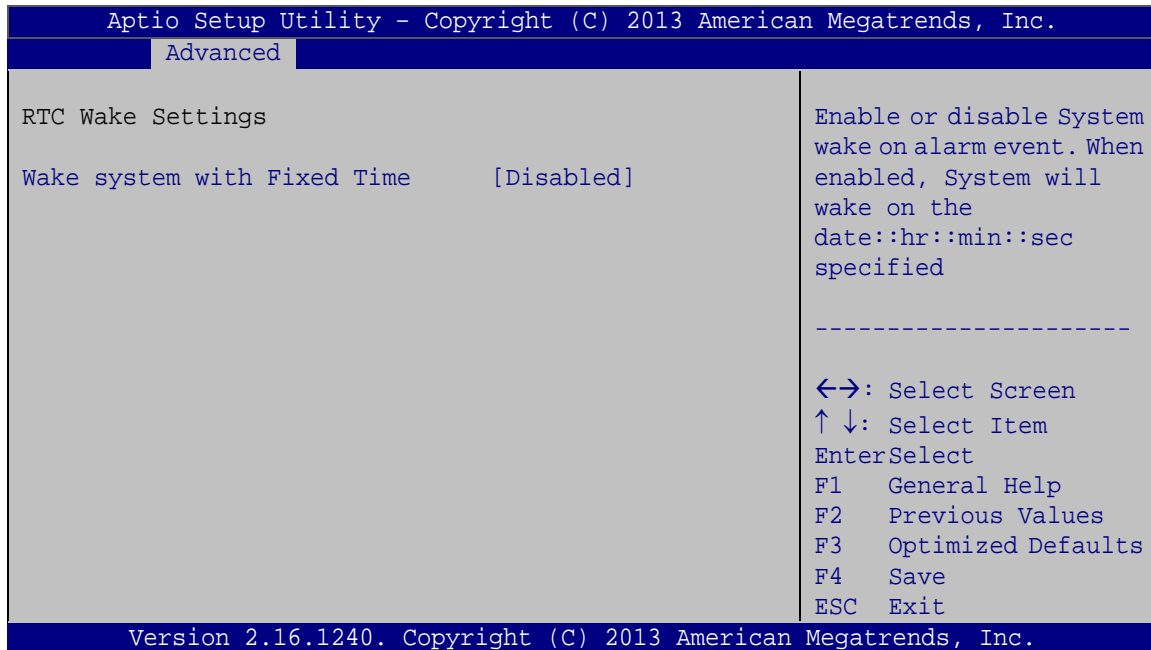 Aptio Setup Utility – Copyright (C) 2013 American Megatrends, Inc.
Advanced
RTC Wake Settings
Wake system with Fixed Time [Disabled]
Enable or disable System
wake on alarm event. When
enabled, System will
wake on the
date::hr::min::sec
specified
----------------------
←→: Select Screen
↑ ↓: Select Item
EnterSelect
F1 General Help
F2 Previous Values
F3 Optimized Defaults
F4 Save
ESC Exit
Version 2.16.1240. Copyright (C) 2013 American Megatrends, Inc.